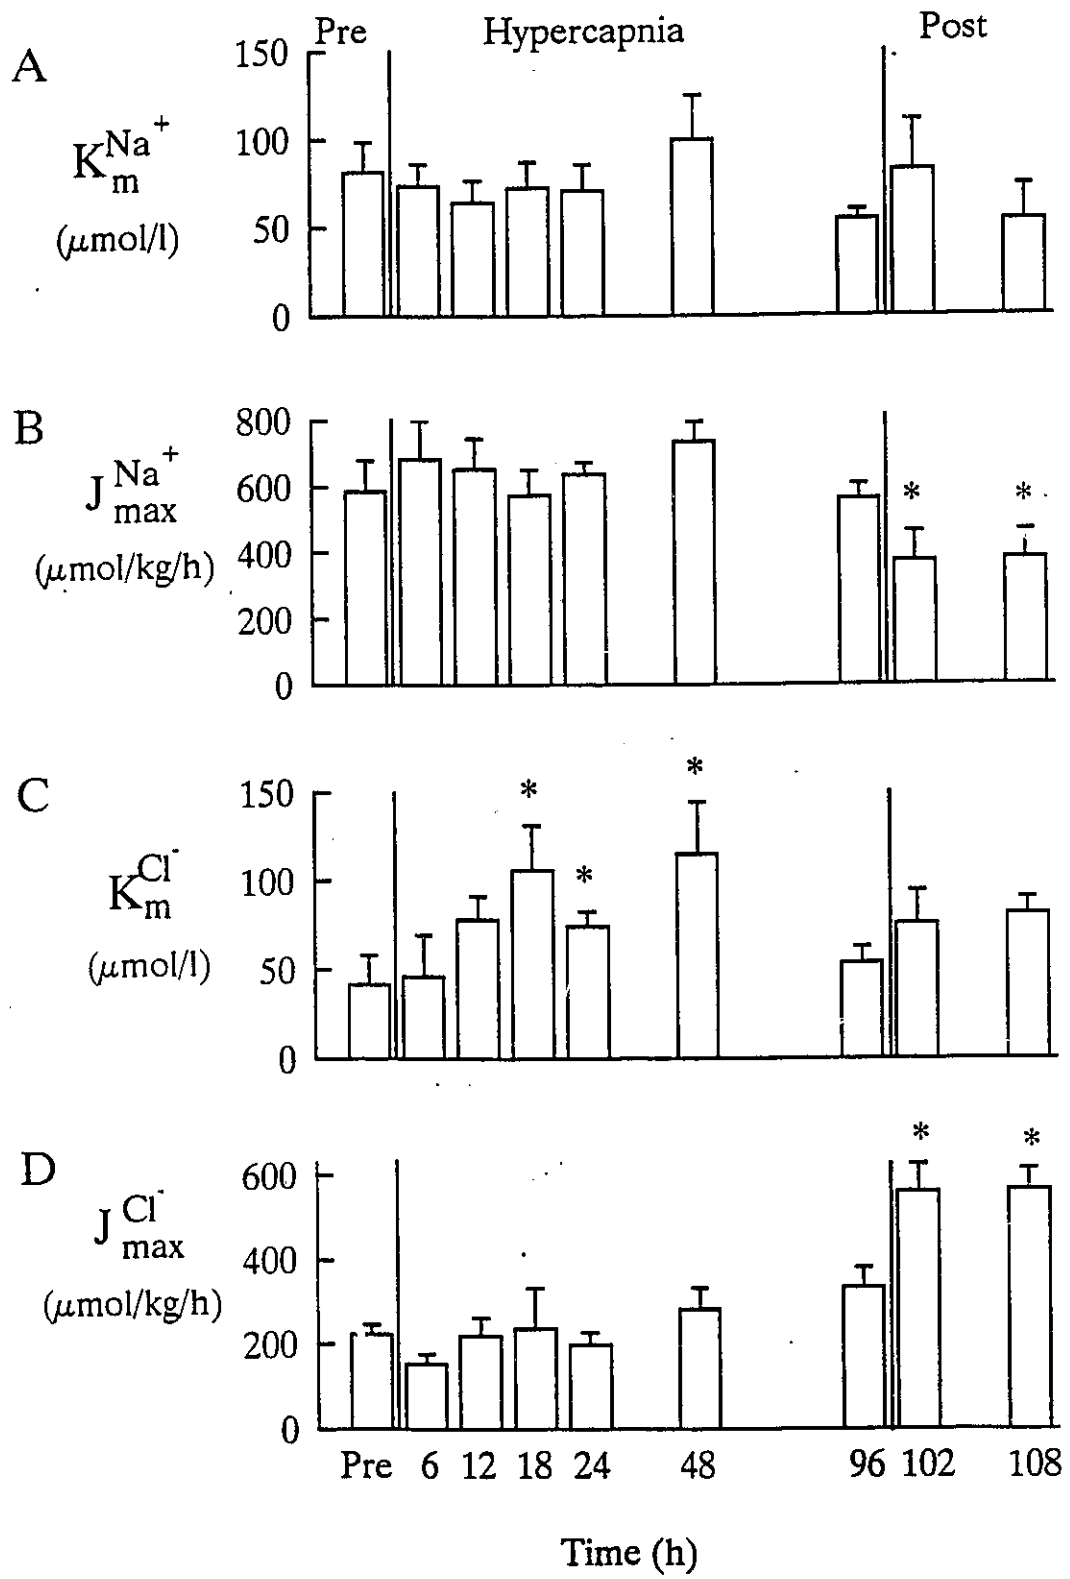 Pre Hypercapnia Post
A
150
100
50
0
K_m^{Na^+}
(μmol/l)
B
800
600
400
200
0
J_max^{Na^+}
(μmol/kg/h)
* *
C
150
100
50
0
K_m^{Cl^-}
(μmol/l)
* * *
D
600
400
200
0
J_max^{Cl^-}
(μmol/kg/h)
* *
Pre 6 12 18 24 48 96 102 108
Time (h)